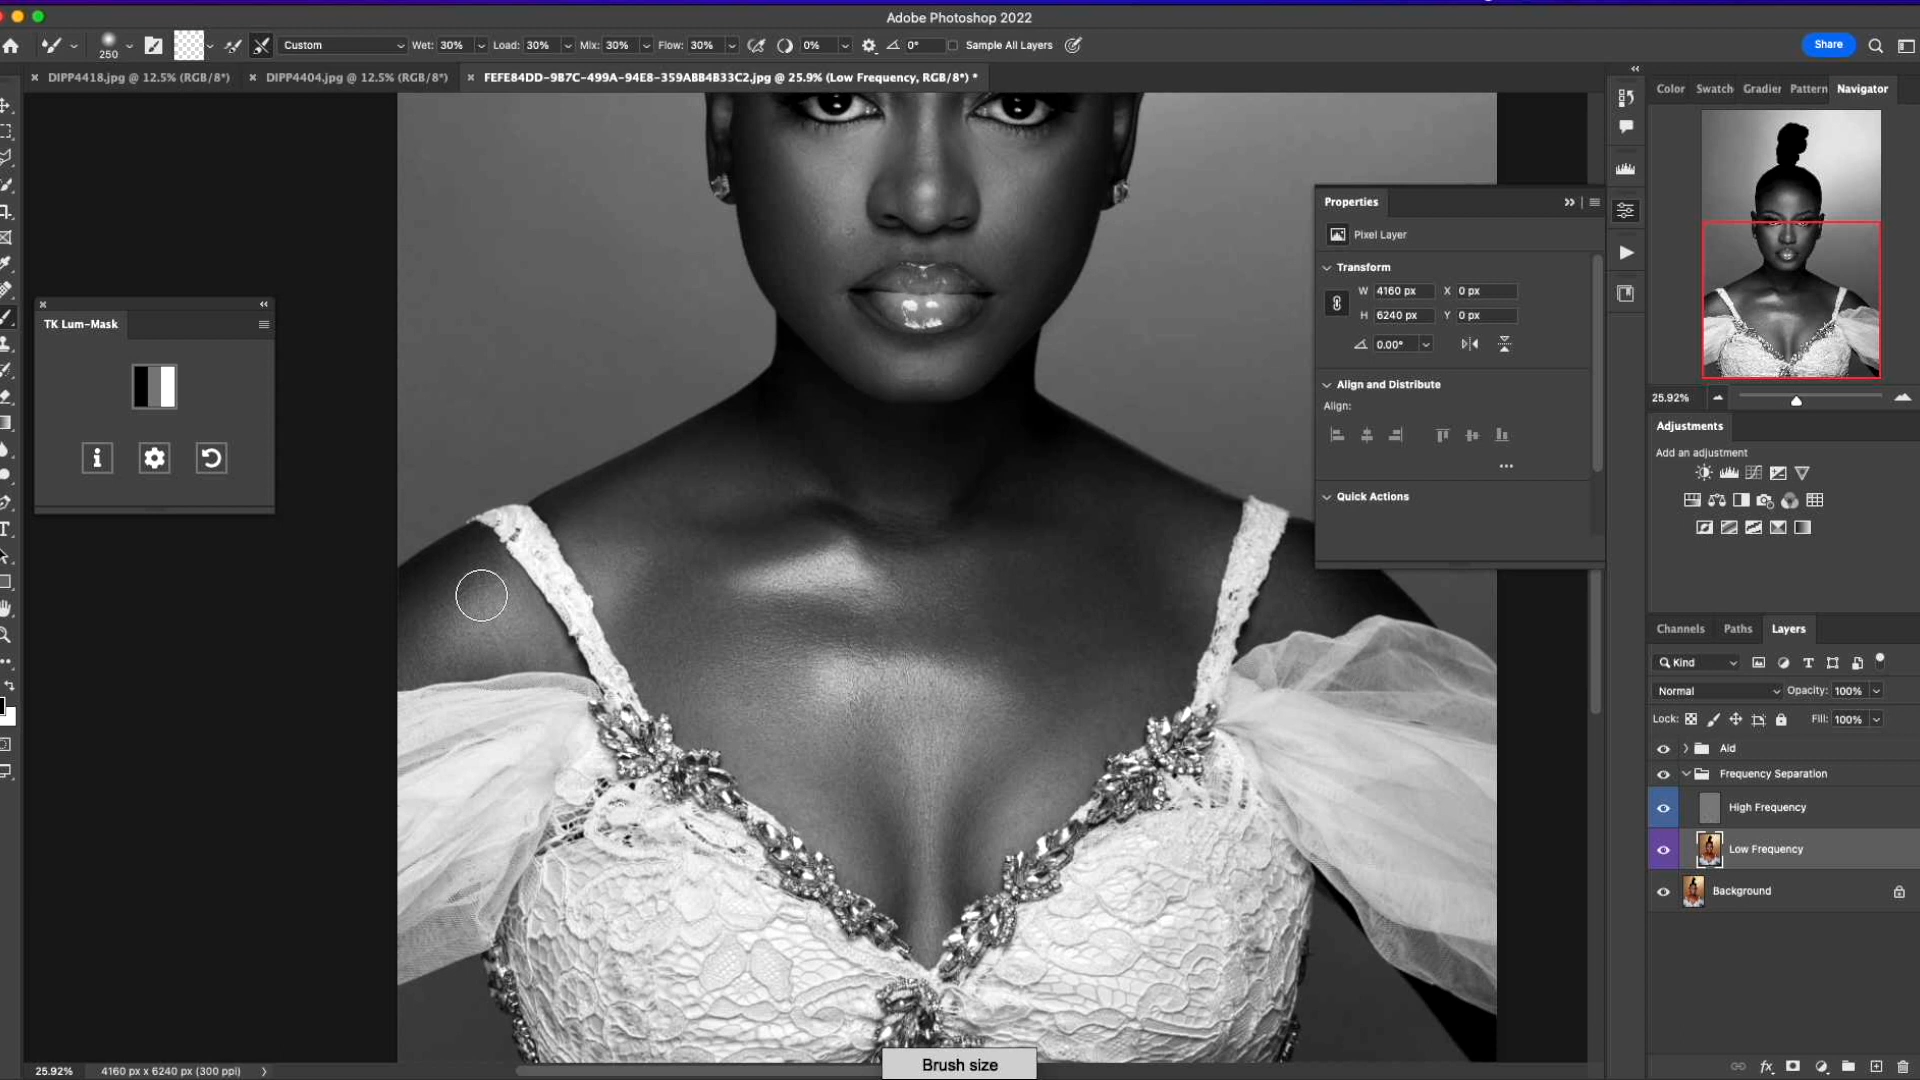 Adobe Photoshop 2022
250
Custom
Wet: 30%
Load: 30%
Mix: 30%
Flow: 30%
0%
0°
Sample All Layers
Share
DIPP4418.jpg @ 12.5% (RGB/8*)
DIPP4404.jpg @ 12.5% (RGB/8*)
FEFE84DD-9B7C-499A-94E8-359ABB4B33C2.jpg @ 25.9% (Low Frequency, RGB/8*) *
Color
Swatch
Gradier
Pattern
Navigator
TK Lum-Mask
Properties
Pixel Layer
Transform
W 4160 px X 0 px
H 6240 px Y 0 px
0.00°
Align and Distribute
Align:
Quick Actions
25.92%
Adjustments
Add an adjustment
Channels
Paths
Layers
Kind
Normal
Opacity: 100%
Lock:
Fill: 100%
Aid
Frequency Separation
High Frequency
Low Frequency
Background
Brush size
25.92%
4160 px x 6240 px (300 ppi)